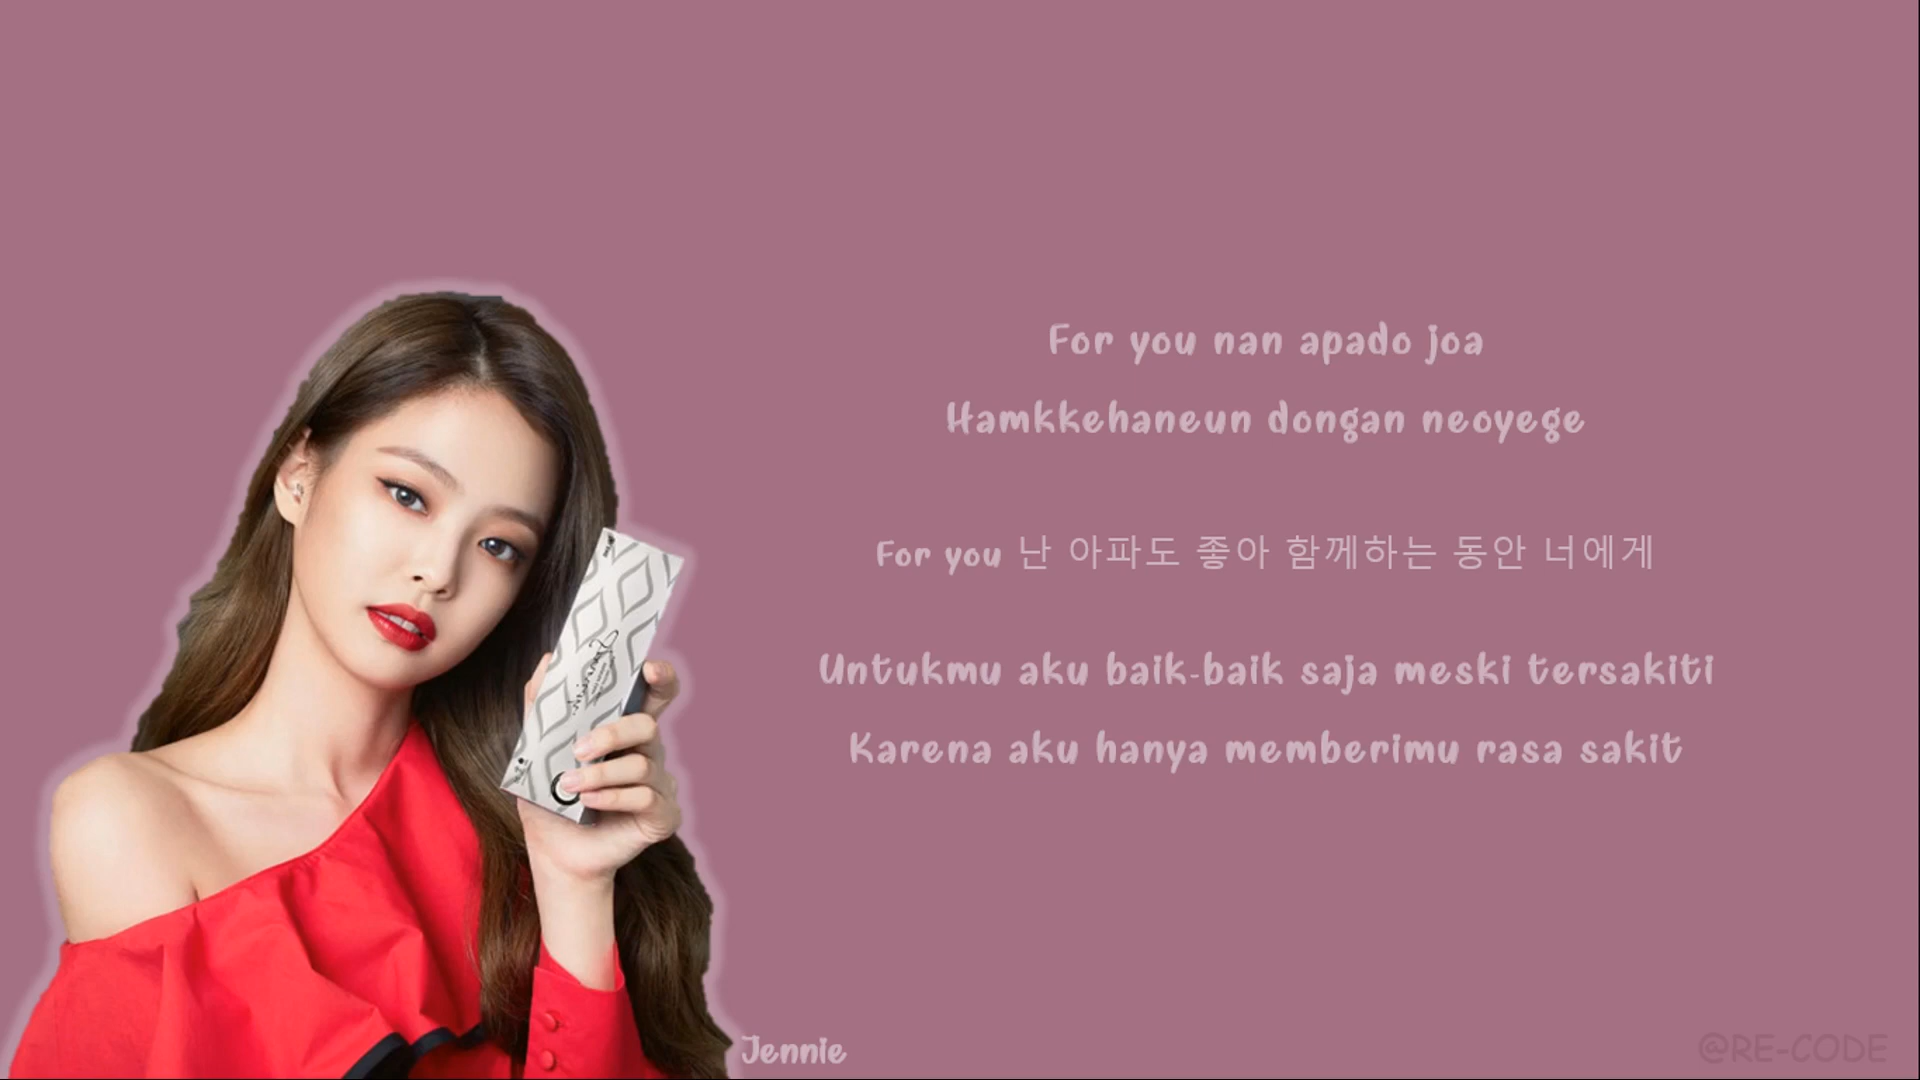 For you nan apado joa
Hamkkehaneun dongan neoyege
For you 난 아파도 좋아 함께하는 동안 너에게
Untukmu aku baik-baik saja meski tersakiti
Karena aku hanya memberimu rasa sakit
Jennie
@RE-CODE